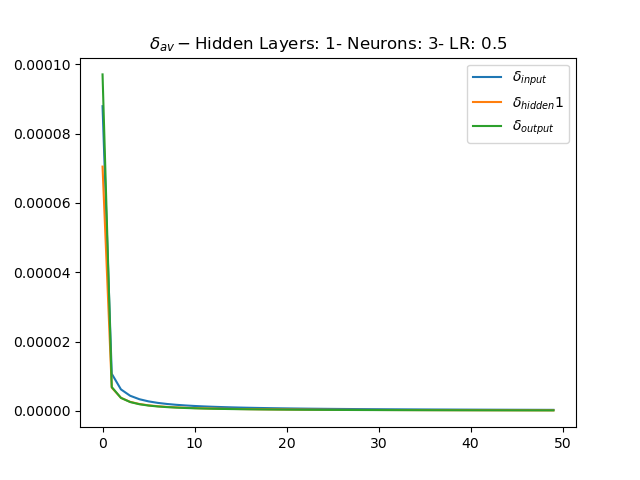 δav − Hidden Layers: 1- Neurons: 3- LR: 0.5
δinput
δhidden1
δoutput
0.00010
0.00008
0.00006
0.00004
0.00002
0.00000
0 10 20 30 40 50